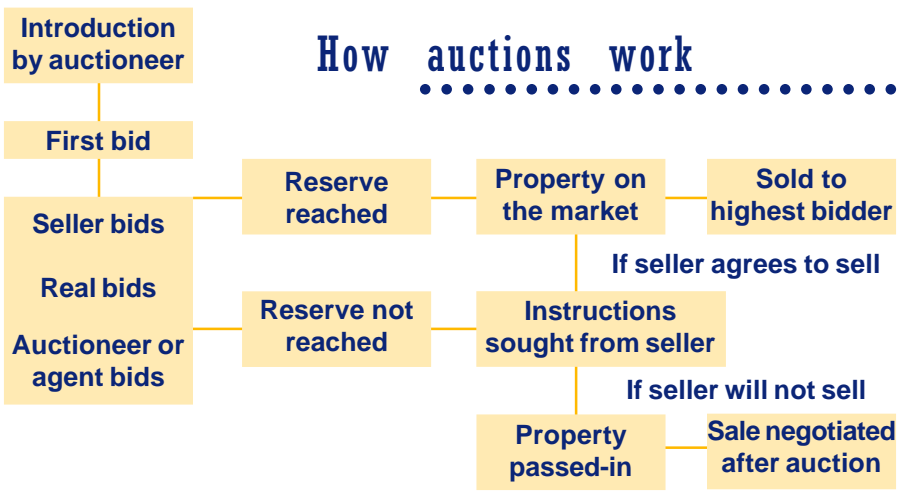 Introduction
by auctioneer
How auctions work
First bid
Seller bids
Real bids
Auctioneer or
agent bids
Reserve
reached
Property on
the market
Sold to
highest bidder
If seller agrees to sell
Reserve not
reached
Instructions
sought from seller
If seller will not sell
Property
passed-in
Sale negotiated
after auction